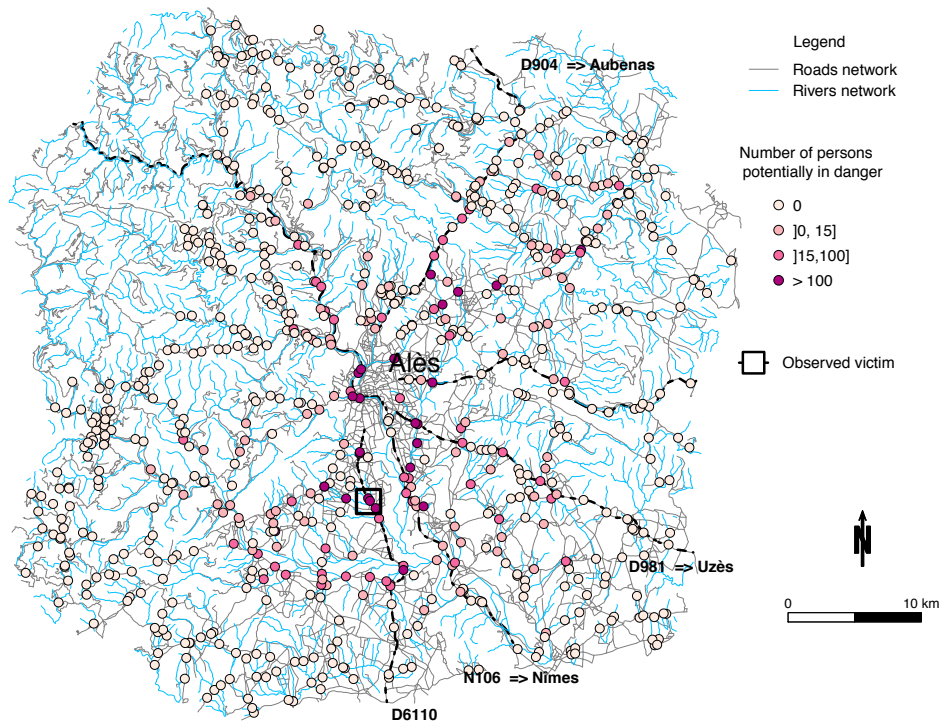 D904 => Aubenas
Alès
D981 => Uzès
N106 => Nîmes
D6110
Legend
Roads network
Rivers network
Number of persons
potentially in danger
0
]0, 15]
]15,100]
> 100
Observed victim
N
0 10 km